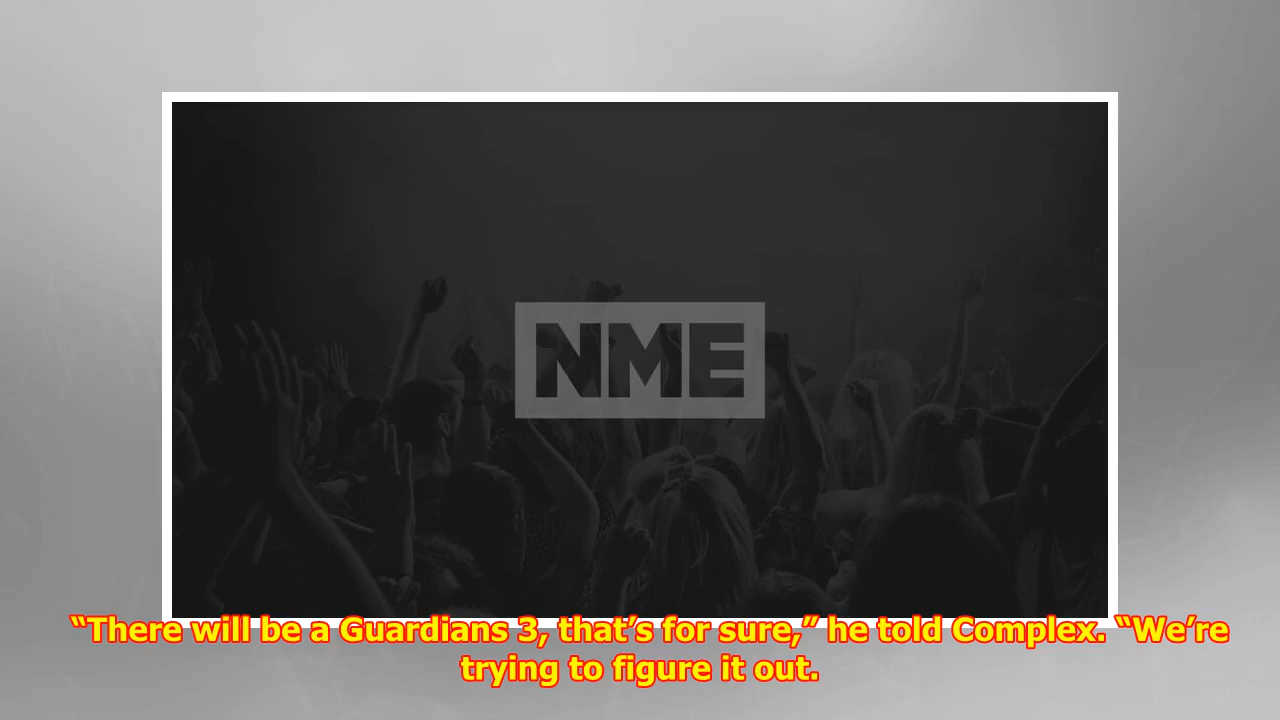 NME
“There will be a Guardians 3, that’s for sure,” he told Complex. “We’re
trying to figure it out.